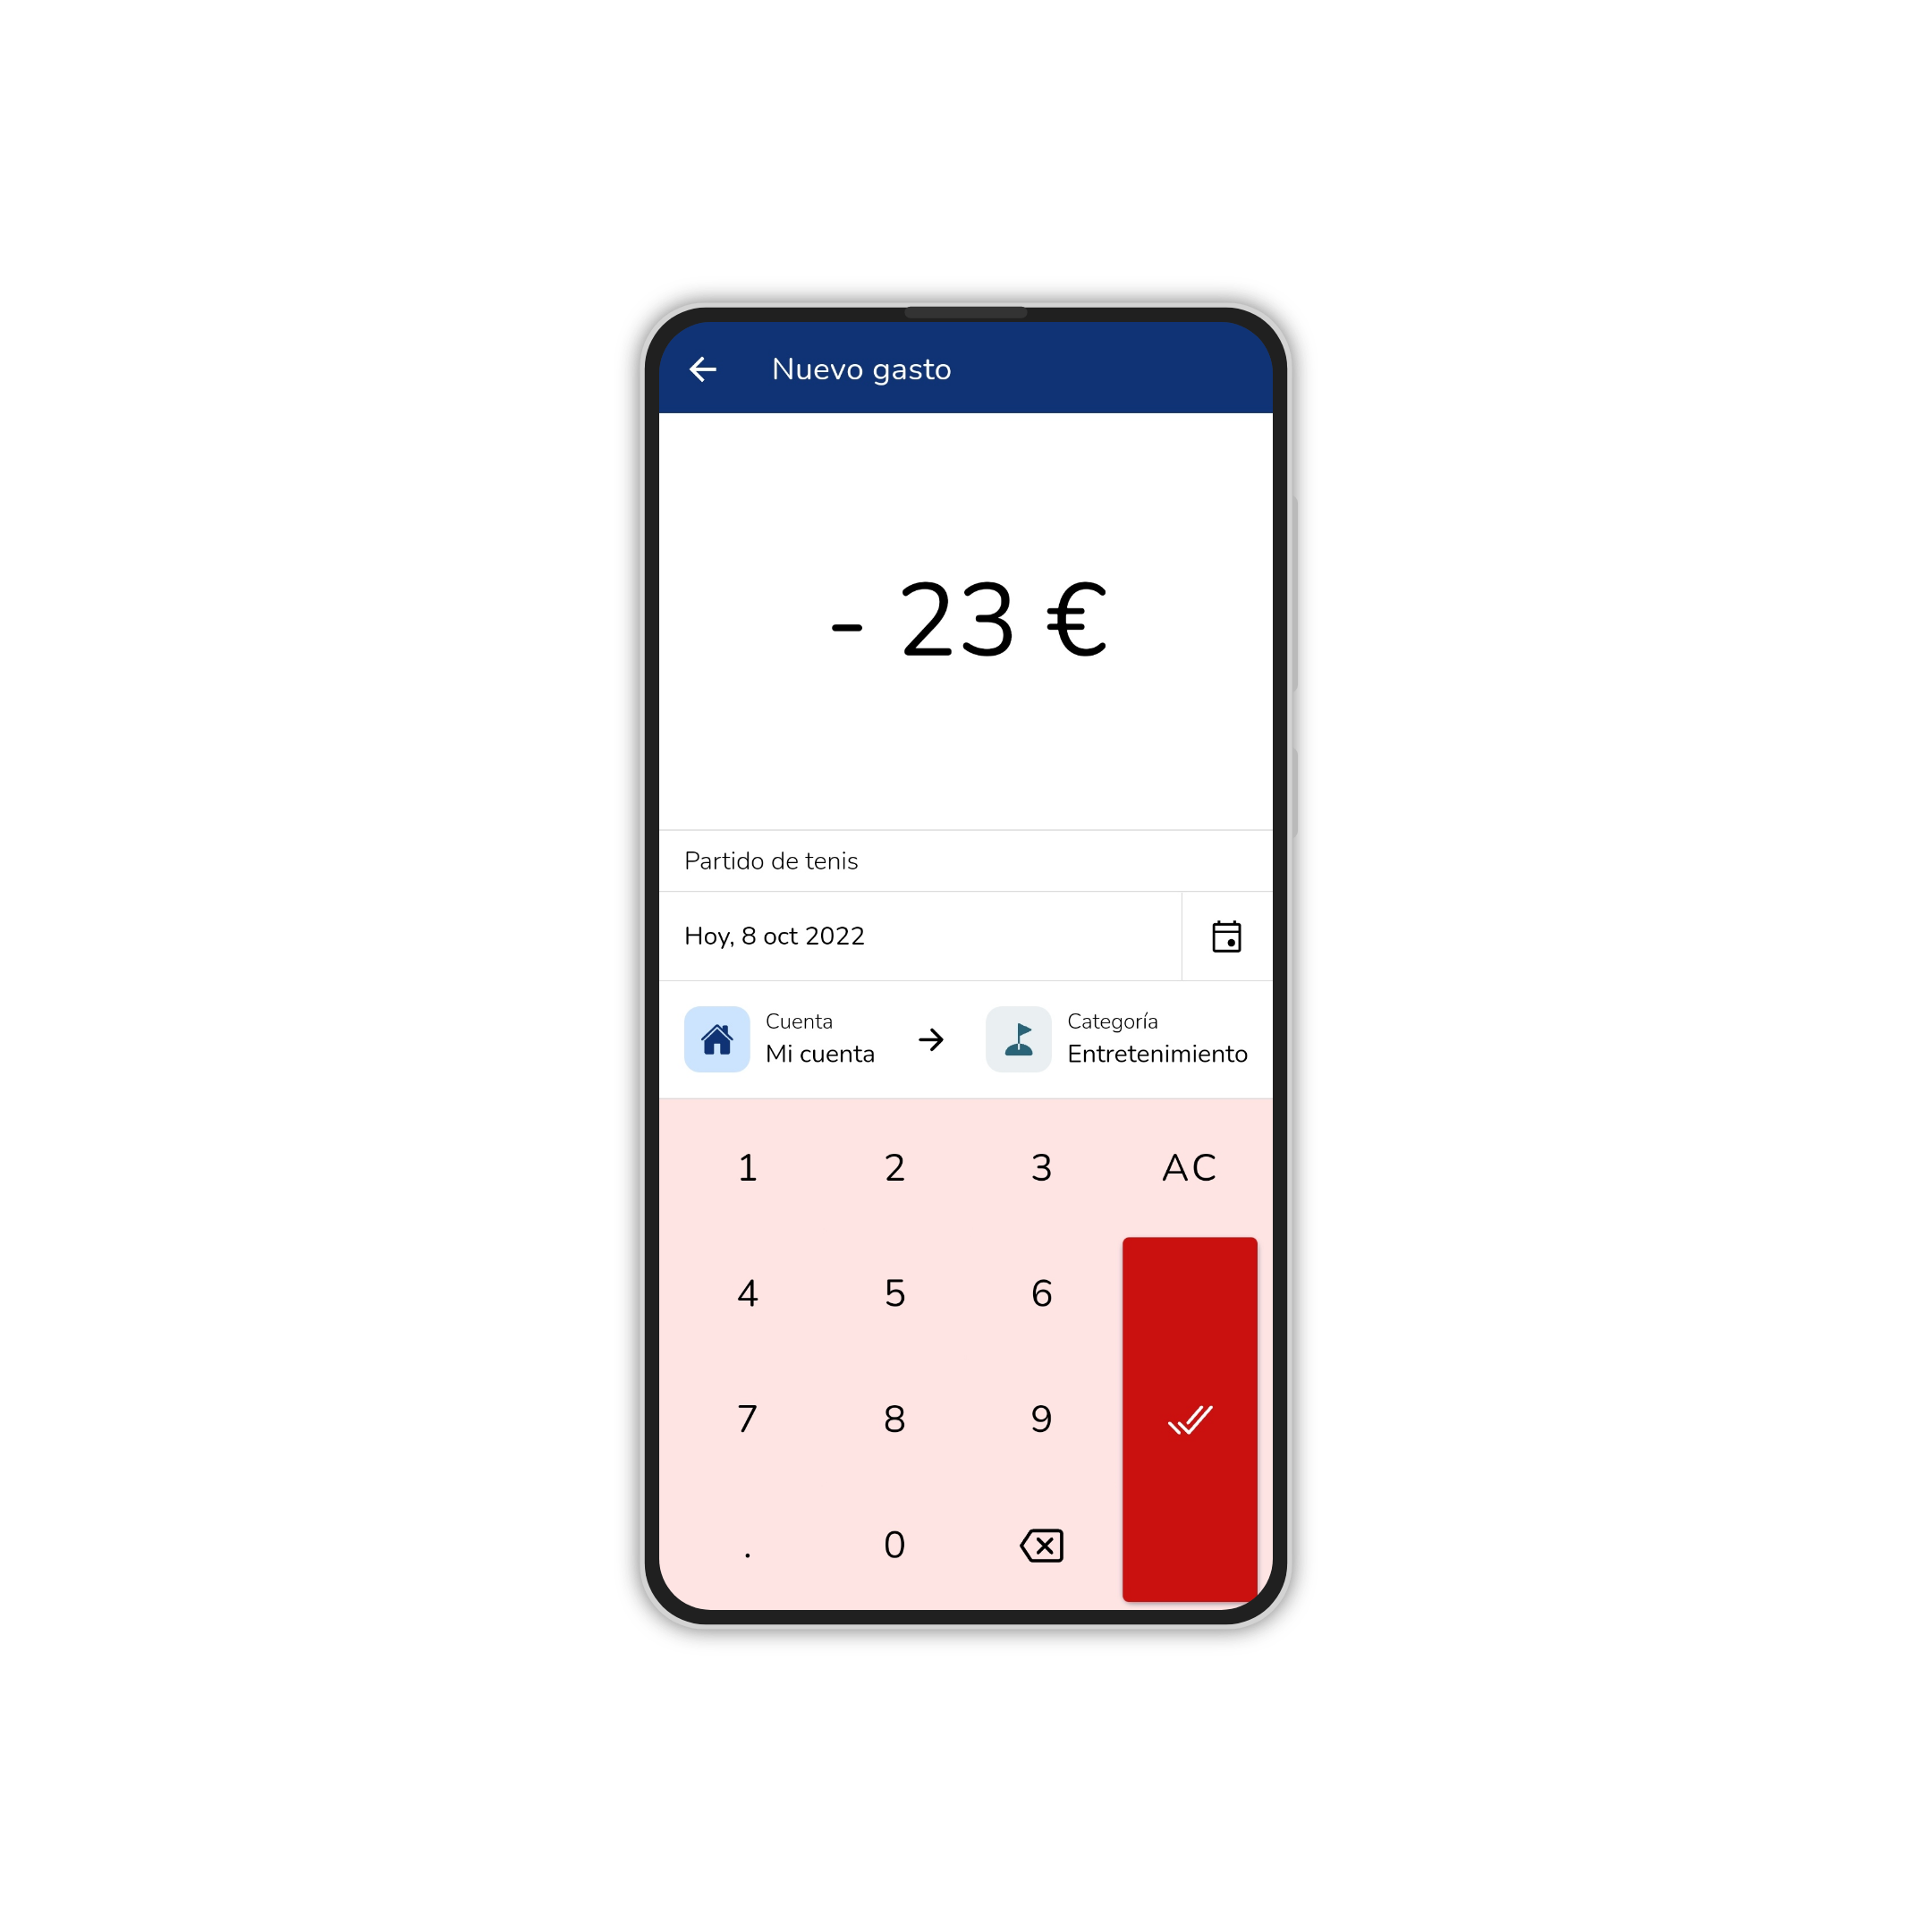 Nuevo gasto
- 23 €
Partido de tenis
Hoy, 8 oct 2022
Cuenta
Mi cuenta
Categoría
Entretenimiento
1 2 3 AC
4 5 6
7 8 9
. 0